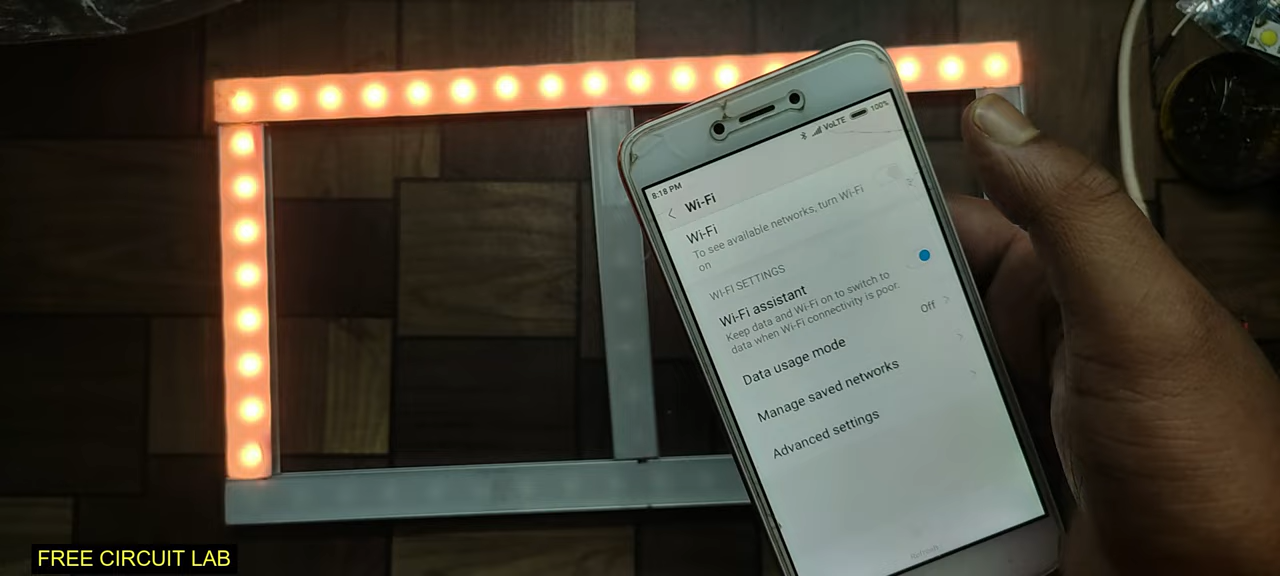 8:18 PM
VoLTE 100%
Wi-Fi
Wi-Fi
To see available networks, turn Wi-Fi
on
WI-FI SETTINGS
Wi-Fi assistant
Keep data and Wi-Fi on to switch to
data when Wi-Fi connectivity is poor.
Data usage mode
Off
Manage saved networks
Advanced settings
Refresh
FREE CIRCUIT LAB